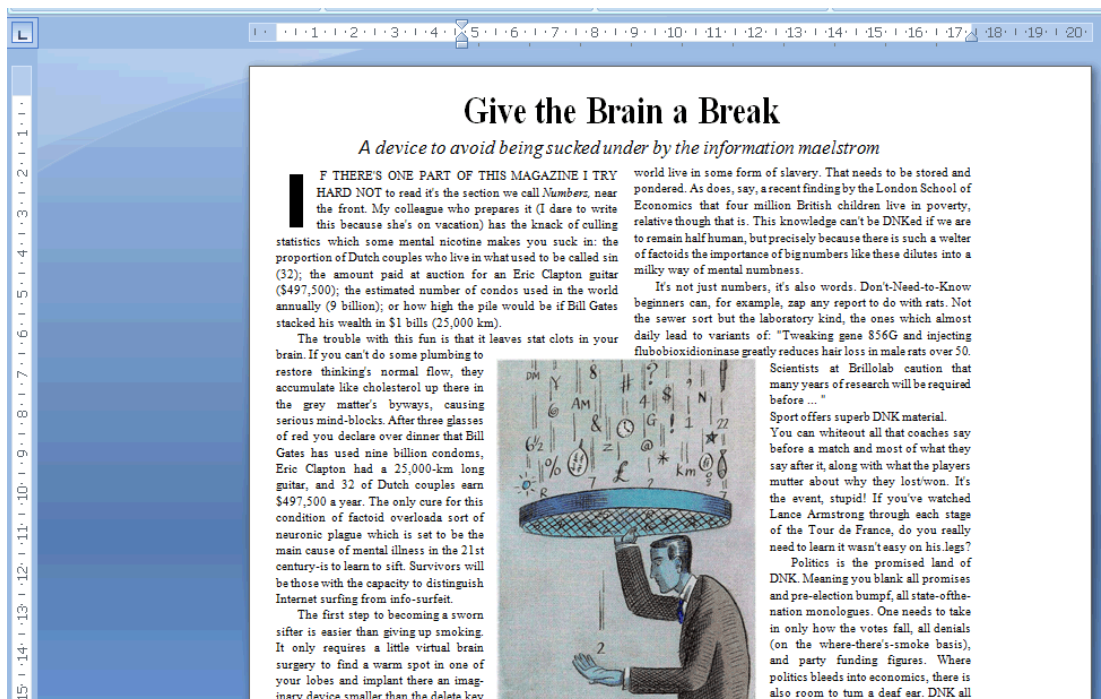 Give the Brain a Break
A device to avoid being sucked under by the information maelstrom
IF THERE'S ONE PART OF THIS MAGAZINE I TRY
HARD NOT to read it's the section we call Numbers, near
the front. My colleague who prepares it (I dare to write
this because she's on vacation) has the knack of culling
statistics which some mental nicotine makes you suck in: the
proportion of Dutch couples who live in what used to be called sin
(32); the amount paid at auction for an Eric Clapton guitar
($497,500); the estimated number of condos used in the world
annually (9 billion); or how high the pile would be if Bill Gates
stacked his wealth in $1 bills (25,000 km).
The trouble with this fun is that it leaves stat clots in your
brain. If you can't do some plumbing to
restore thinking's normal flow, they
accumulate like cholesterol up there in
the grey matter's byways, causing
serious mind-blocks. After three glasses
of red you declare over dinner that Bill
Gates has used nine billion condoms,
Eric Clapton had a 25,000-km long
guitar, and 32 of Dutch couples earn
$497,500 a year. The only cure for this
condition of factoid overloada sort of
neuronic plague which is set to be the
main cause of mental illness in the 21st
century-is to learn to sift. Survivors will
be those with the capacity to distinguish
Internet surfing from info-surfeit.
The first step to becoming a sworn
sifter is easier than giving up smoking.
It only requires a little virtual brain
surgery to find a warm spot in one of
your lobes and implant there an imag-
inary device smaller than the delete key
world live in some form of slavery. That needs to be stored and
pondered. As does, say, a recent finding by the London School of
Economics that four million British children live in poverty,
relative though that is. This knowledge can't be DNKed if we are
to remain half human, but precisely because there is such a welter
of factoids the importance of big numbers like these dilutes into a
milky way of mental numbness.
It's not just numbers, it's also words. Don't-Need-to-Know
beginners can, for example, zap any report to do with rats. Not
the sewer sort but the laboratory kind, the ones which almost
daily lead to variants of: "Tweaking gene 856G and injecting
flubobioxidioninase greatly reduces hair loss in male rats over 50.
Scientists at Brillolab caution that
many years of research will be required
before ... "
Sport offers superb DNK material.
You can whiteout all that coaches say
before a match and most of what they
say after it, along with what the players
mutter about why they lost/won. It's
the event, stupid! If you've watched
Lance Armstrong through each stage
of the Tour de France, do you really
need to learn it wasn't easy on his.legs?
Politics is the promised land of
DNK. Meaning you blank all promises
and pre-election bumpf, all state-ofthe-
nation monologues. One needs to take
in only how the votes fall, all denials
(on the where-there's-smoke basis),
and party funding figures. Where
politics bleeds into economics, there is
also room to tum a deaf ear. DNK all